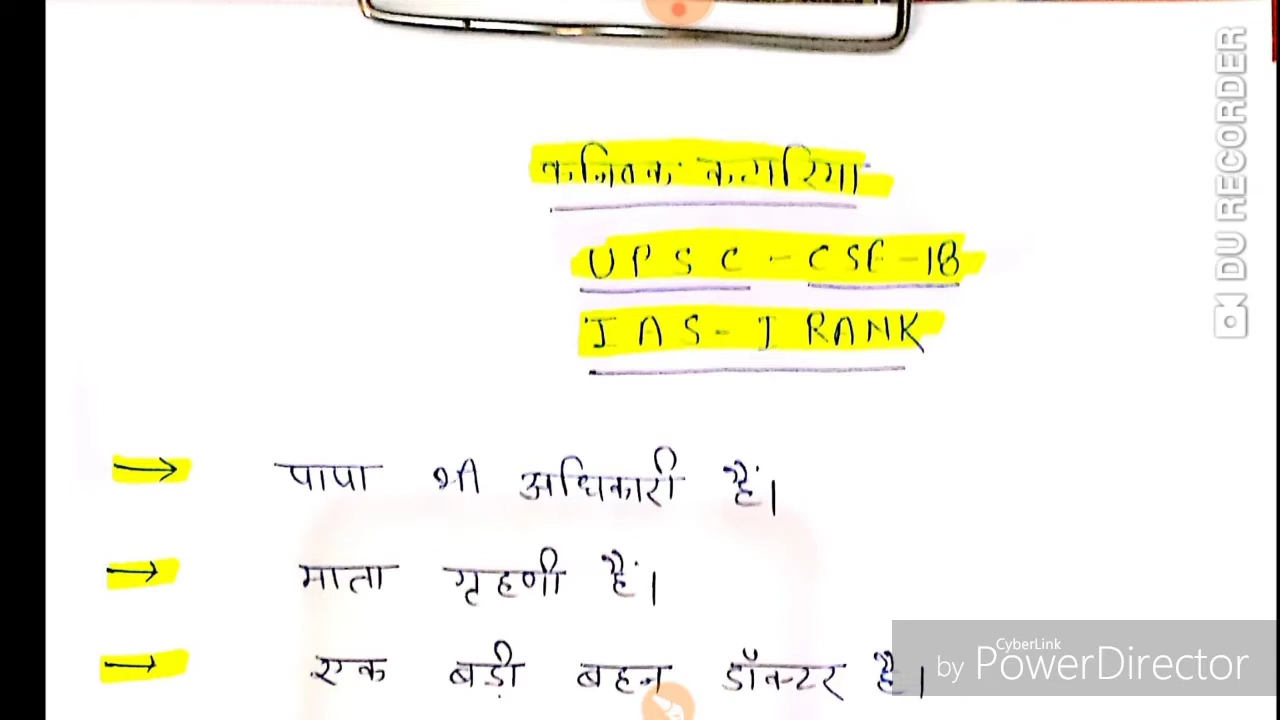 कनिष्क कटारिया
UPSC - CSE - 18
IAS - I RANK
→ पापा भी अधिकारी हैं।
→ माता गृहणी हैं।
→ एक बड़ी बहन डॉक्टर है।
DU RECORDER
CyberLink
by PowerDirector